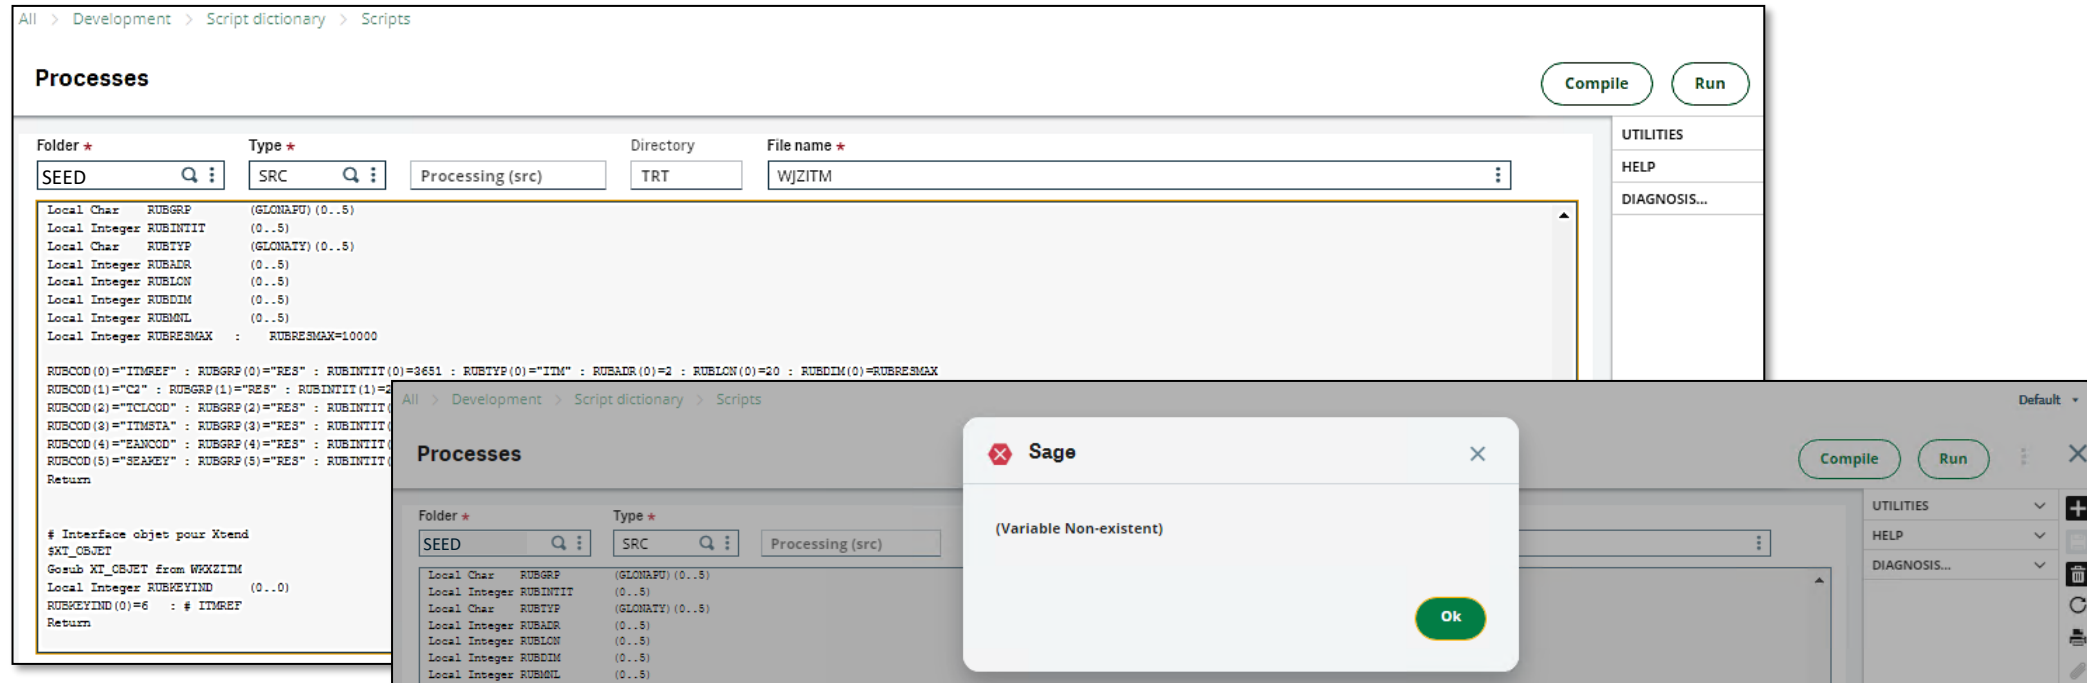 All > Development > Script dictionary > Scripts
Processes
Compile
Run
Folder *
Type *
Directory
File name *
SEED
SRC
Processing (src)
TRT
WJZITM
UTILITIES
HELP
DIAGNOSIS...
Local Char RUBGRP (GLONAPU)(0..5)
Local Integer RUBINTIT (0..5)
Local Char RUBTYP (GLONATY)(0..5)
Local Integer RUBADR (0..5)
Local Integer RUBLON (0..5)
Local Integer RUBDIM (0..5)
Local Integer RUBMNL (0..5)
Local Integer RUBRESMAX : RUBRESMAX=10000
RUBCOD(0)="ITMREF" : RUBGRP(0)="RES" : RUBINTIT(0)=3651 : RUBTYP(0)="ITM" : RUBADR(0)=2 : RUBLON(0)=20 : RUBDIM(0)=RUBRESMAX
RUBCOD(1)="C2" : RUBGRP(1)="RES" : RUBINTIT(1)=2
RUBCOD(2)="TCLCOD" : RUBGRP(2)="RES" : RUBINTIT(
RUBCOD(3)="ITMSTA" : RUBGRP(3)="RES" : RUBINTIT(
RUBCOD(4)="EANCOD" : RUBGRP(4)="RES" : RUBINTIT(
RUBCOD(5)="SEAKEY" : RUBGRP(5)="RES" : RUBINTIT(
Return
# Interface objet pour Xtend
$XT_OBJET
Gosub XT_OBJET from WKXZITM
Local Integer RUBKEYIND (0..0)
RUBKEYIND(0)=6 : # ITMREF
Return
All > Development > Script dictionary > Scripts
Default
Processes
Compile
Run
Folder *
Type *
SEED
SRC
Processing (src)
UTILITIES
HELP
DIAGNOSIS...
Local Char RUBGRP (GLONAPU)(0..5)
Local Integer RUBINTIT (0..5)
Local Char RUBTYP (GLONATY)(0..5)
Local Integer RUBADR (0..5)
Local Integer RUBLON (0..5)
Local Integer RUBDIM (0..5)
Local Integer RUBMNL (0..5)
Sage
(Variable Non-existent)
Ok